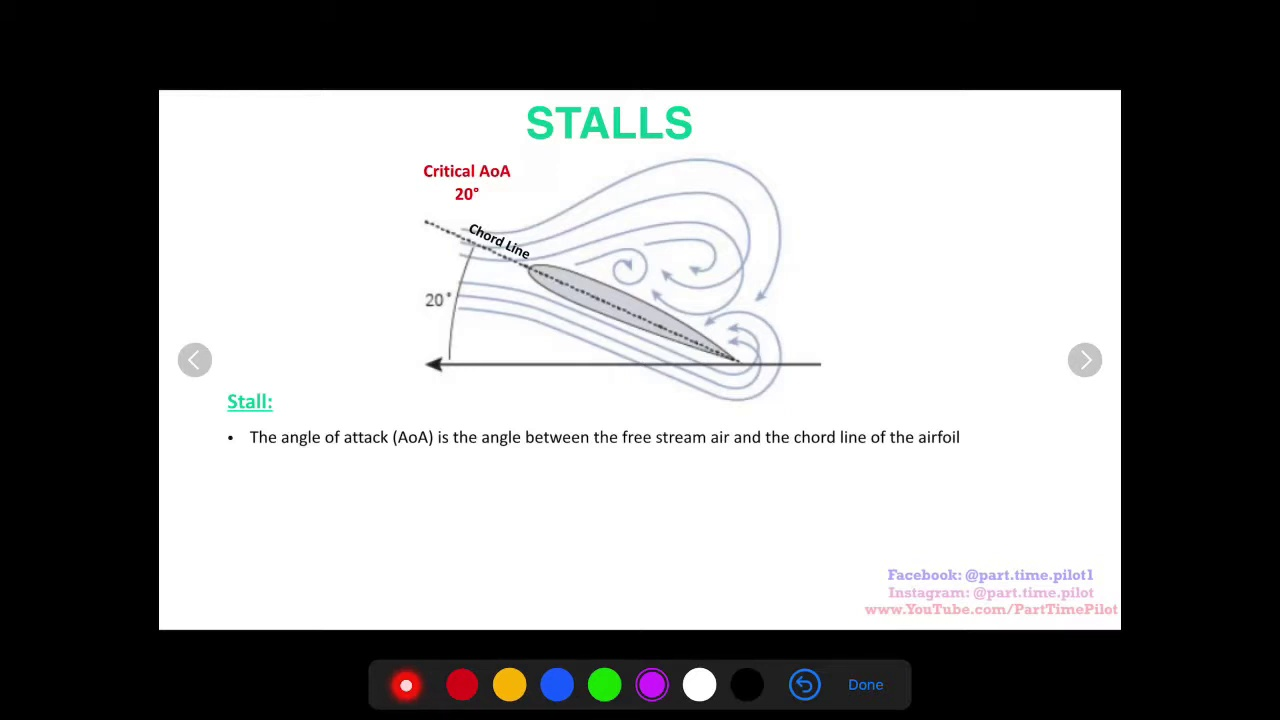 STALLS
Critical AoA
20°
Chord Line
20°
Stall:
• The angle of attack (AoA) is the angle between the free stream air and the chord line of the airfoil
Facebook: @part.time.pilot1
Instagram: @part.time.pilot
www.YouTube.com/PartTimePilot
Done